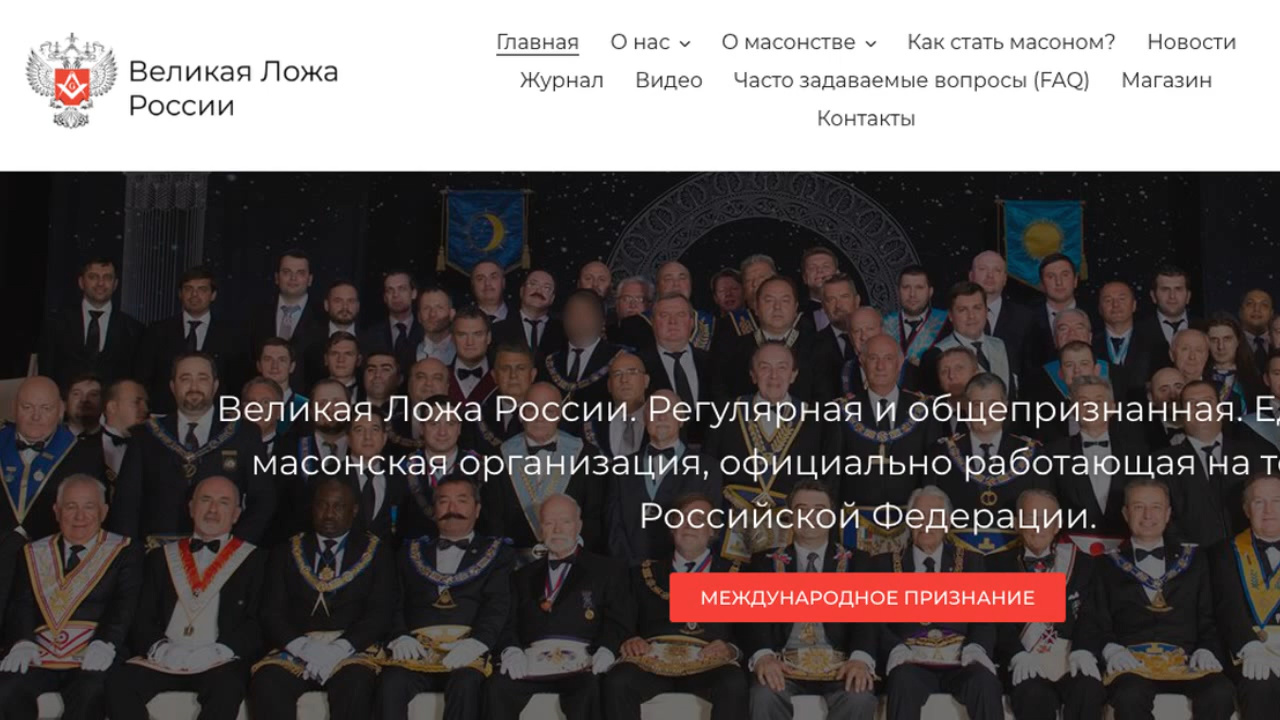 Великая Ложа
России
Главная О нас О масонстве Как стать масоном? Новости
Журнал Видео Часто задаваемые вопросы (FAQ) Магазин
Контакты
Великая Ложа России. Регулярная и общепризнанная.
масонская организация, официально работающая на
Российской Федерации.
МЕЖДУНАРОДНОЕ ПРИЗНАНИЕ